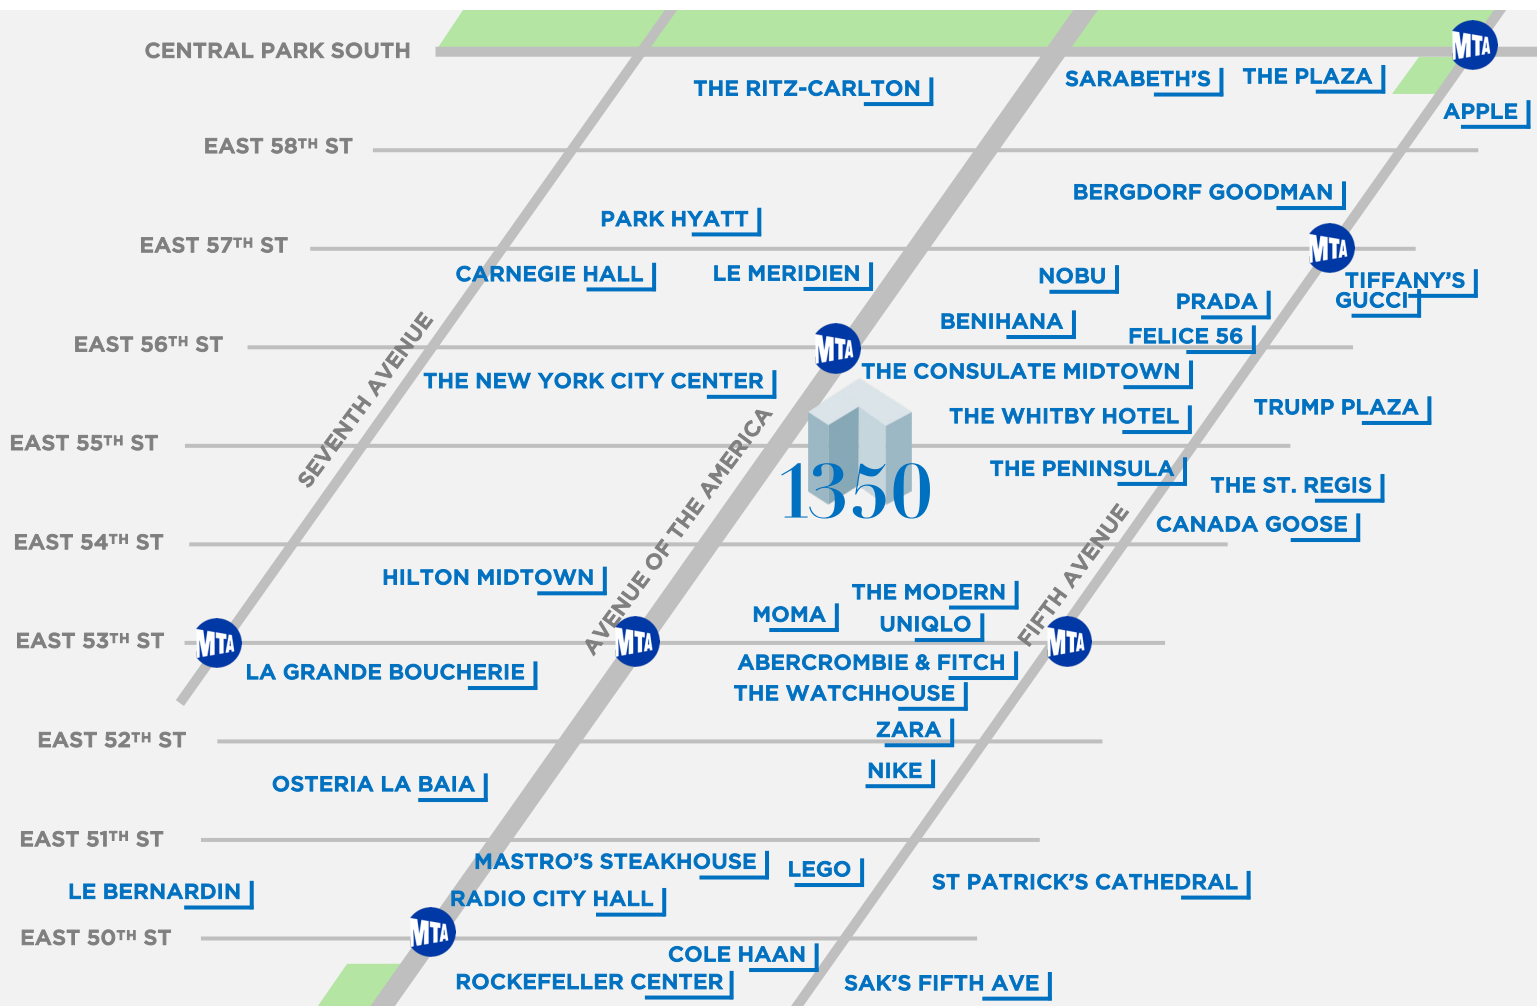 CENTRAL PARK SOUTH
MTA
THE RITZ-CARLTON
SARABETH'S
THE PLAZA
APPLE
EAST 58TH ST
BERGDORF GOODMAN
PARK HYATT
EAST 57TH ST
MTA
CARNEGIE HALL
LE MERIDIEN
NOBU
TIFFANY'S
PRADA
GUCCI
BENIHANA
FELICE 56
EAST 56TH ST
MTA
THE CONSULATE MIDTOWN
THE NEW YORK CITY CENTER
SEVENTH AVENUE
THE WHITBY HOTEL
TRUMP PLAZA
EAST 55TH ST
AVENUE OF THE AMERICA
1350
THE PENINSULA
THE ST. REGIS
CANADA GOOSE
EAST 54TH ST
FIFTH AVENUE
HILTON MIDTOWN
THE MODERN
MOMA
UNIQLO
EAST 53TH ST
MTA
MTA
MTA
LA GRANDE BOUCHERIE
ABERCROMBIE & FITCH
THE WATCHHOUSE
ZARA
EAST 52TH ST
NIKE
OSTERIA LA BAIA
EAST 51TH ST
MASTRO'S STEAKHOUSE
LEGO
ST PATRICK'S CATHEDRAL
LE BERNARDIN
RADIO CITY HALL
EAST 50TH ST
MTA
COLE HAAN
ROCKEFELLER CENTER
SAK'S FIFTH AVE